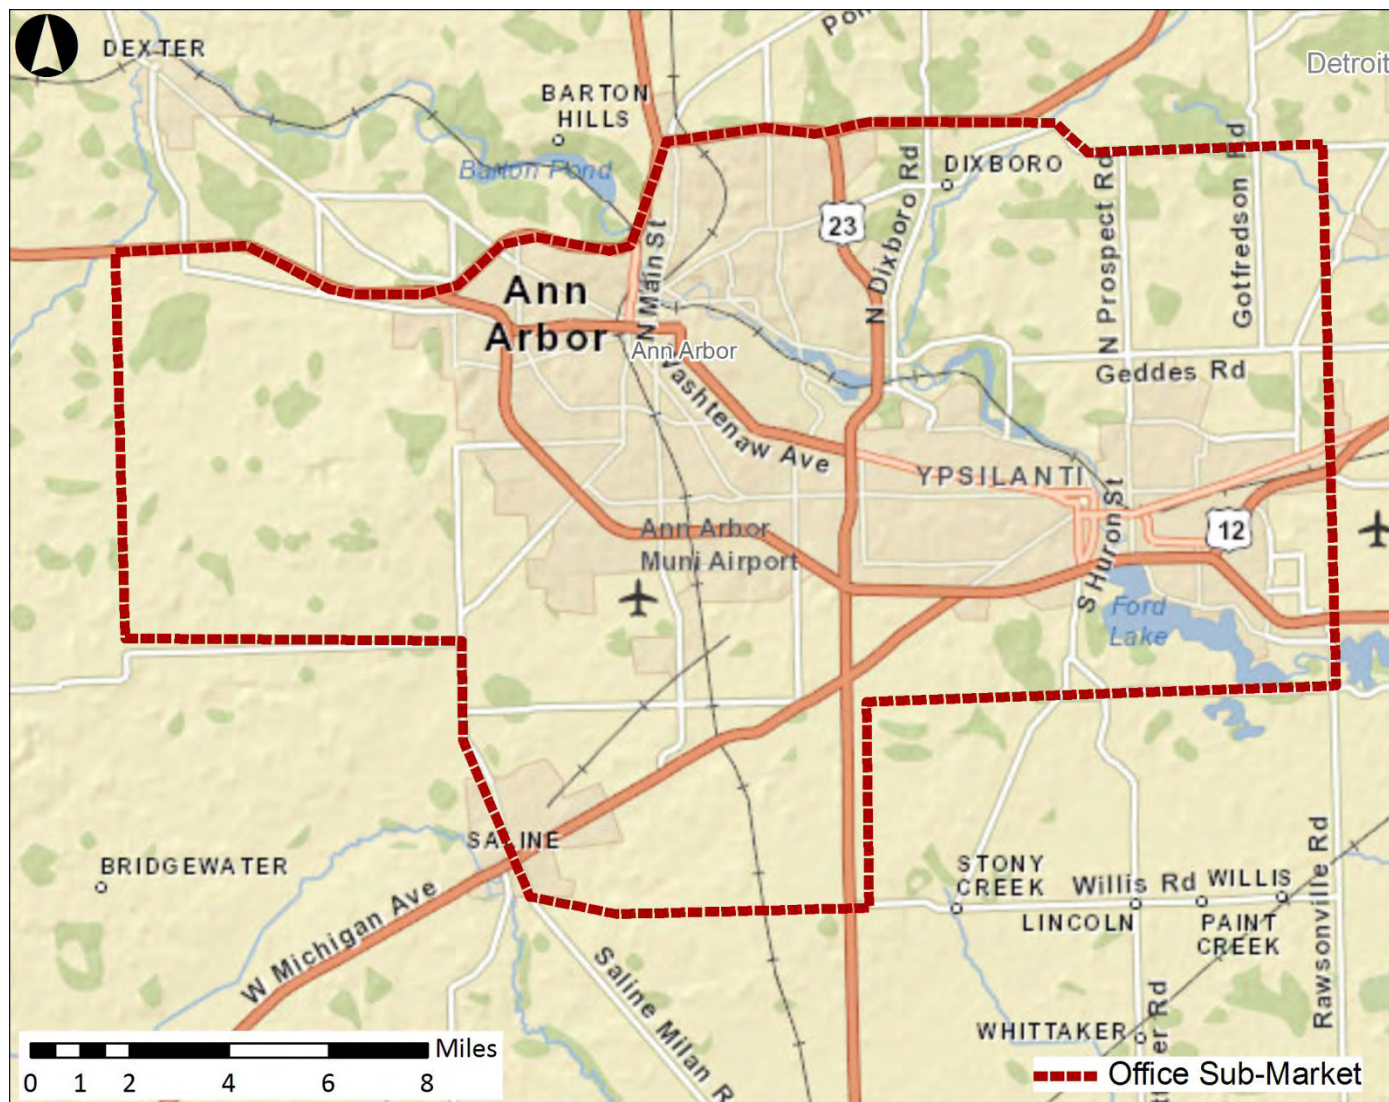 DEXTER
Detroit
BARTON
HILLS
Barton Pond
DIXBORO
23
N Main St
N Dixboro Rd
N Prospect Rd
Gotfredson Rd
Ann
Arbor
Ann Arbor
Geddes Rd
Washtenaw Ave
YPSILANTI
S Huron St
12
Ann Arbor
Muni Airport
Ford
Lake
SALINE
BRIDGEWATER
W Michigan Ave
STONY
CREEK
Willis Rd
WILLIS
LINCOLN
PAINT
CREEK
Rawsonville Rd
Saline Milan R
WHITTAKER
er Rd
Miles
0 1 2 4 6 8
Office Sub-Market